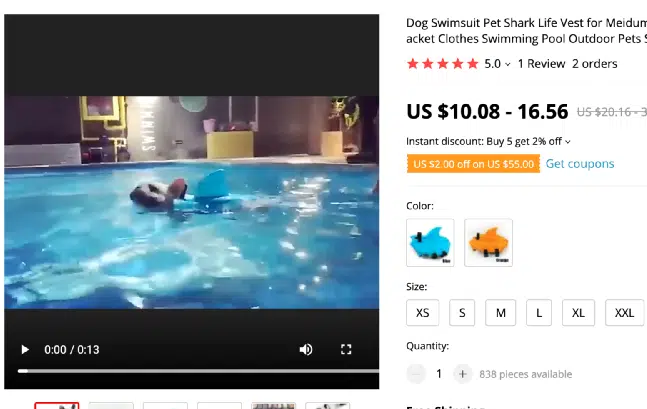 Dog Swimsuit Pet Shark Life Vest for Meidum
acket Clothes Swimming Pool Outdoor Pets S
5.0 1 Review 2 orders
US $10.08 - 16.56 US $20.16 - 3
Instant discount: Buy 5 get 2% off
US $2.00 off on US $55.00 Get coupons
Color:
Size:
XS S M L XL XXL
Quantity:
− 1 + 838 pieces available
0:00 / 0:13
SWIMMIN
Free Shipping